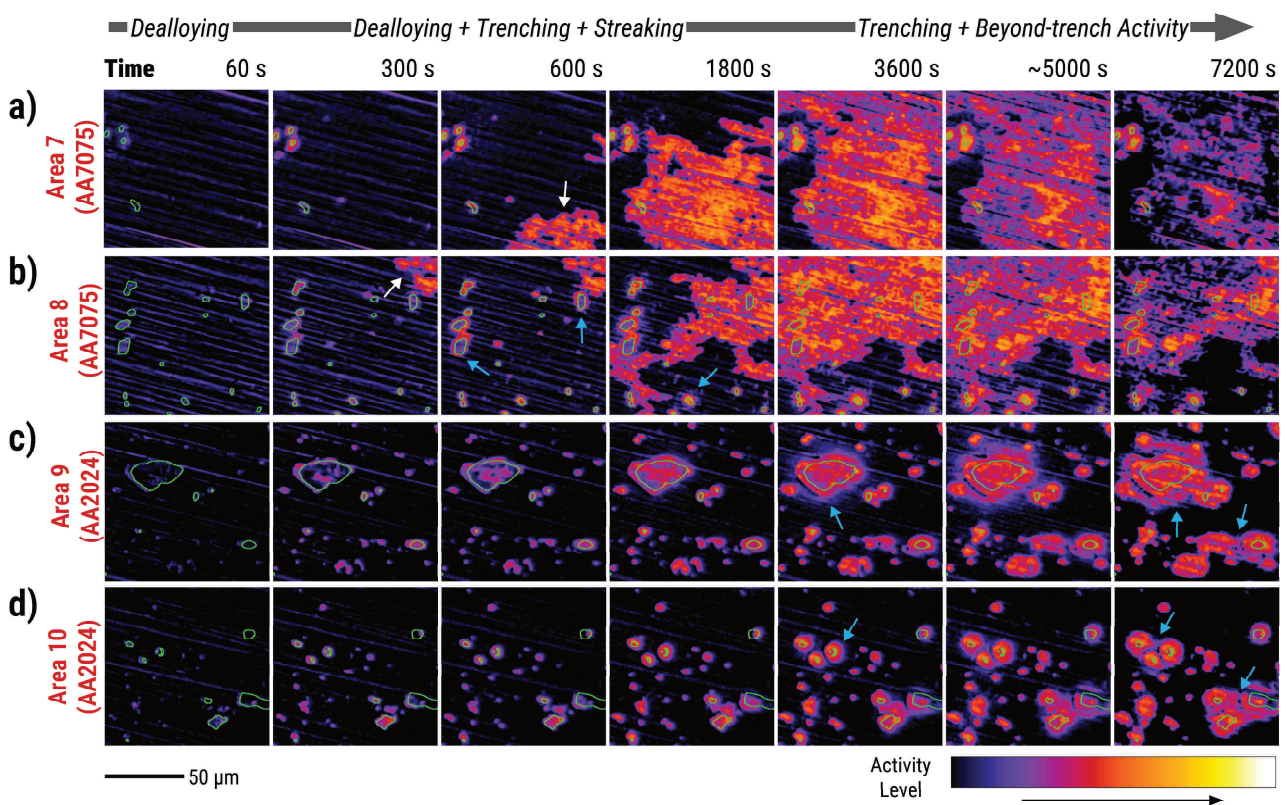 Dealloying Dealloying + Trenching + Streaking Trenching + Beyond-trench Activity
Time 60 s 300 s 600 s 1800 s 3600 s ~5000 s 7200 s
a)
Area 7
(AA7075)
b)
Area 8
(AA7075)
c)
Area 9
(AA2024)
d)
Area 10
(AA2024)
50 µm
Activity
Level